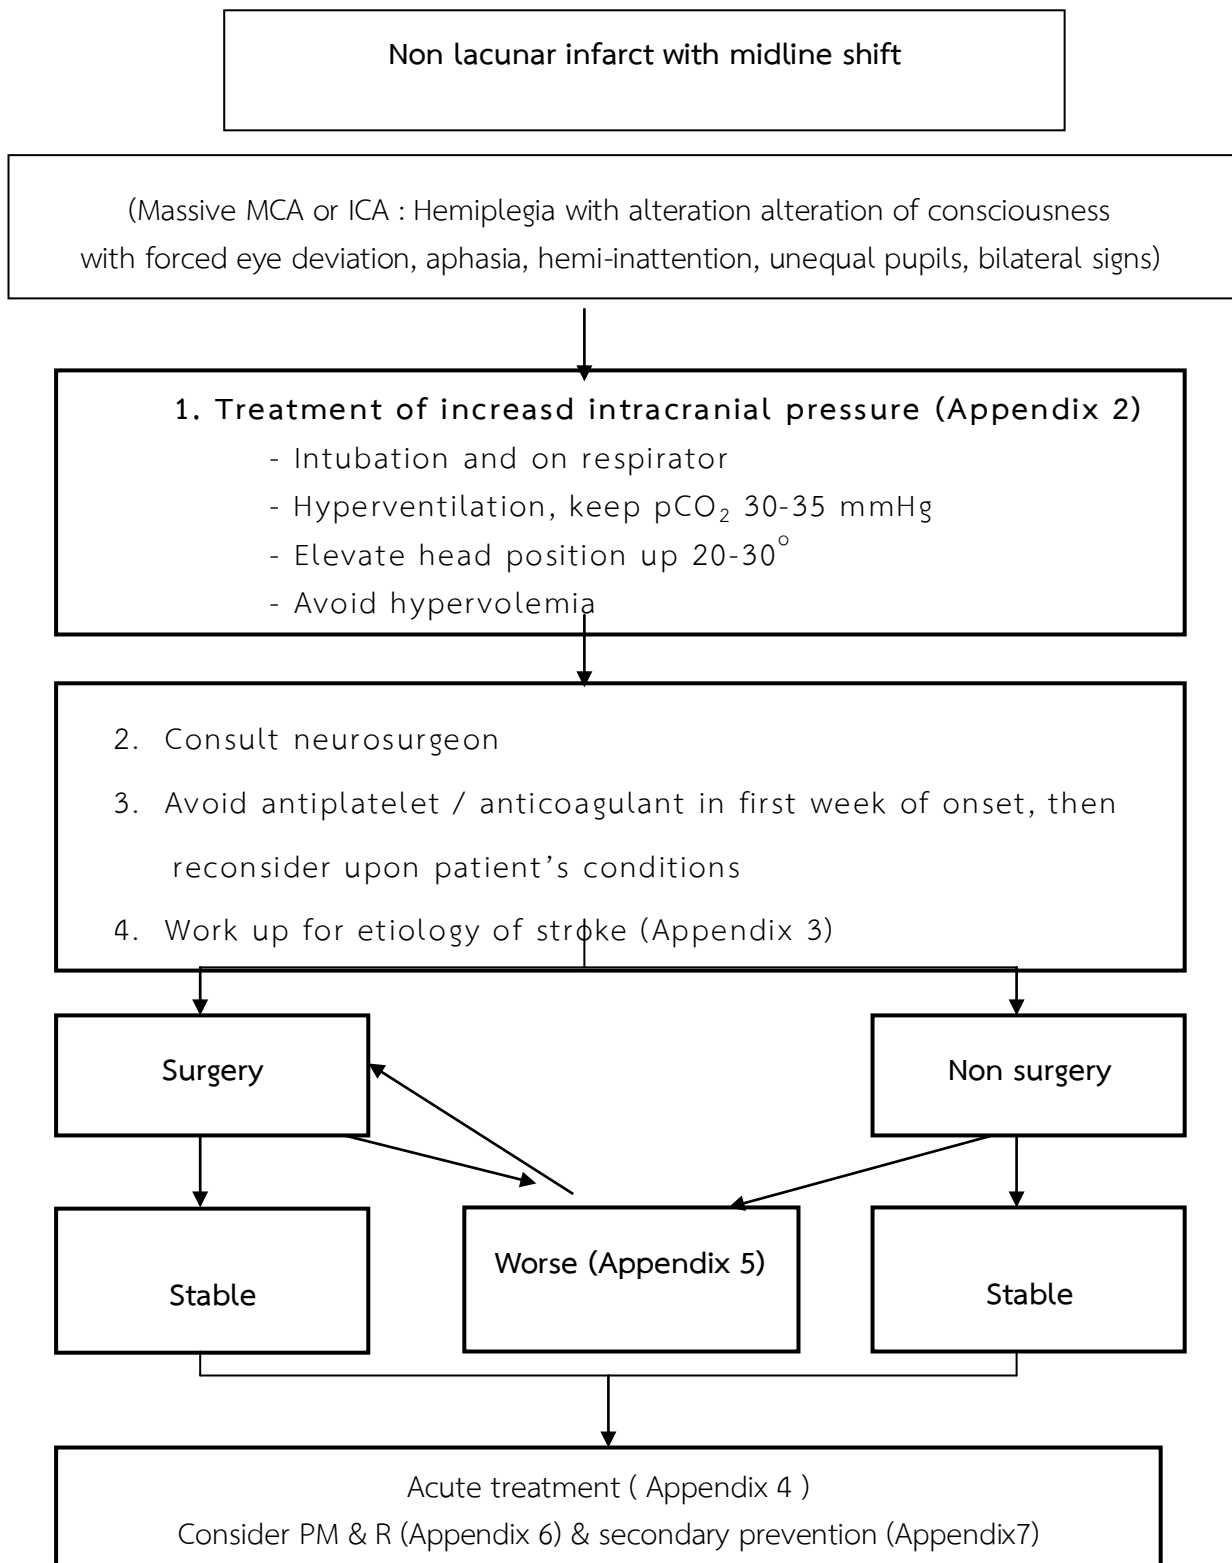 Non lacunar infarct with midline shift
(Massive MCA or ICA : Hemiplegia with alteration alteration of consciousness
with forced eye deviation, aphasia, hemi-inattention, unequal pupils, bilateral signs)
1. Treatment of increasd intracranial pressure (Appendix 2)
- Intubation and on respirator
- Hyperventilation, keep pCO₂ 30-35 mmHg
- Elevate head position up 20-30°
- Avoid hypervolemia
2. Consult neurosurgeon
3. Avoid antiplatelet / anticoagulant in first week of onset, then
reconsider upon patient's conditions
4. Work up for etiology of stroke (Appendix 3)
Surgery
Non surgery
Stable
Worse (Appendix 5)
Stable
Acute treatment ( Appendix 4 )
Consider PM & R (Appendix 6) & secondary prevention (Appendix7)